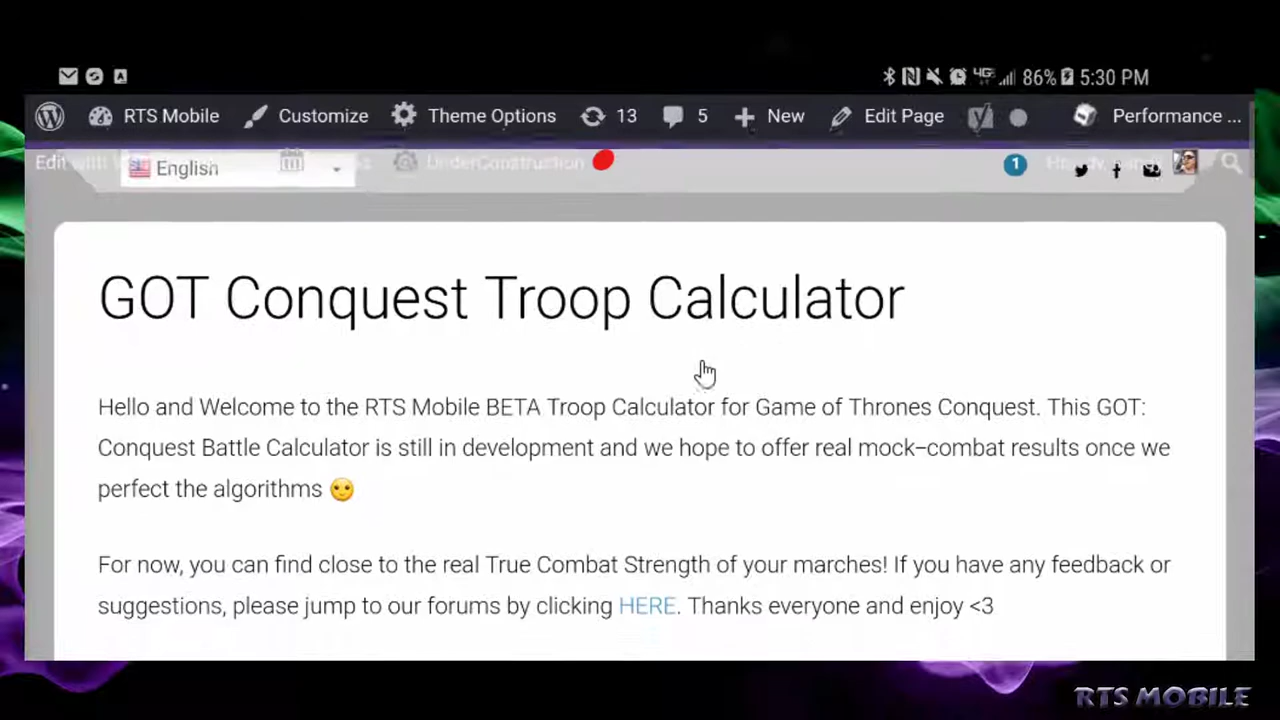 86% 5:30 PM
RTS Mobile Customize Theme Options 13 5 New Edit Page Performance ...
Edit English UnderConstruction 1
GOT Conquest Troop Calculator
Hello and Welcome to the RTS Mobile BETA Troop Calculator for Game of Thrones Conquest. This GOT:
Conquest Battle Calculator is still in development and we hope to offer real mock-combat results once we
perfect the algorithms
For now, you can find close to the real True Combat Strength of your marches! If you have any feedback or
suggestions, please jump to our forums by clicking HERE. Thanks everyone and enjoy <3
RTS MOBILE